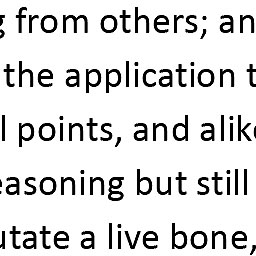 from others;
the application
points, and
but still
a live bone,